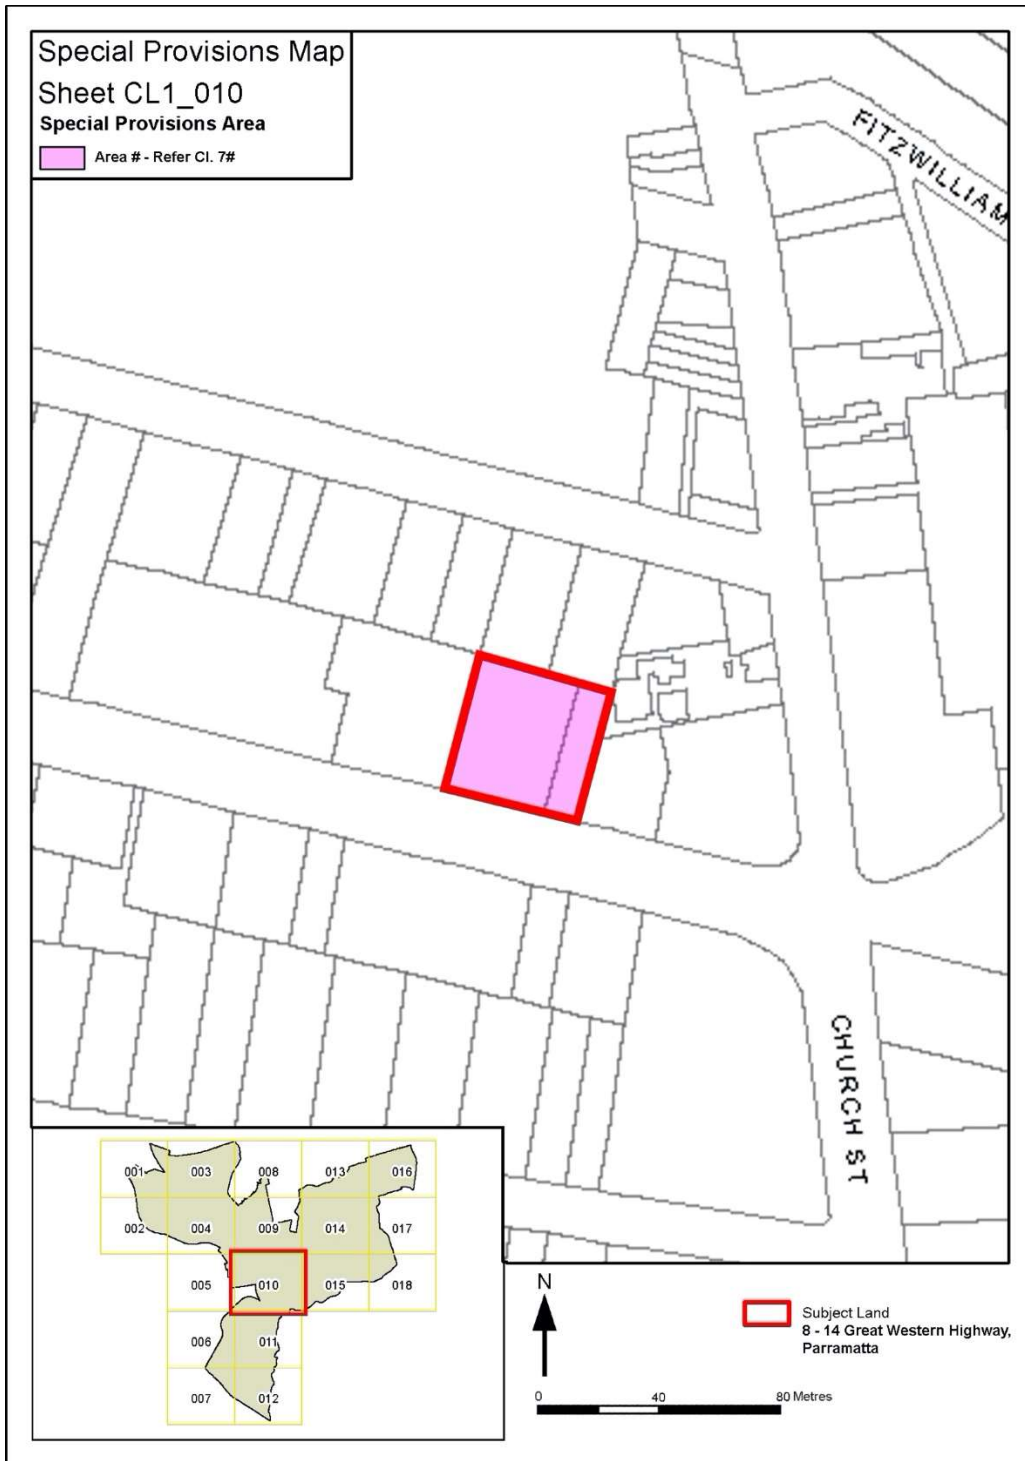 Special Provisions Map
Sheet CL1_010
Special Provisions Area
Area # - Refer Cl. 7#
FITZWILLIAM
CHURCH ST
001 003 008 013 016
002 004 009 014 017
005 010 015 018
006 011
007 012
N
0 40 80 Metres
Subject Land
8 - 14 Great Western Highway,
Parramatta